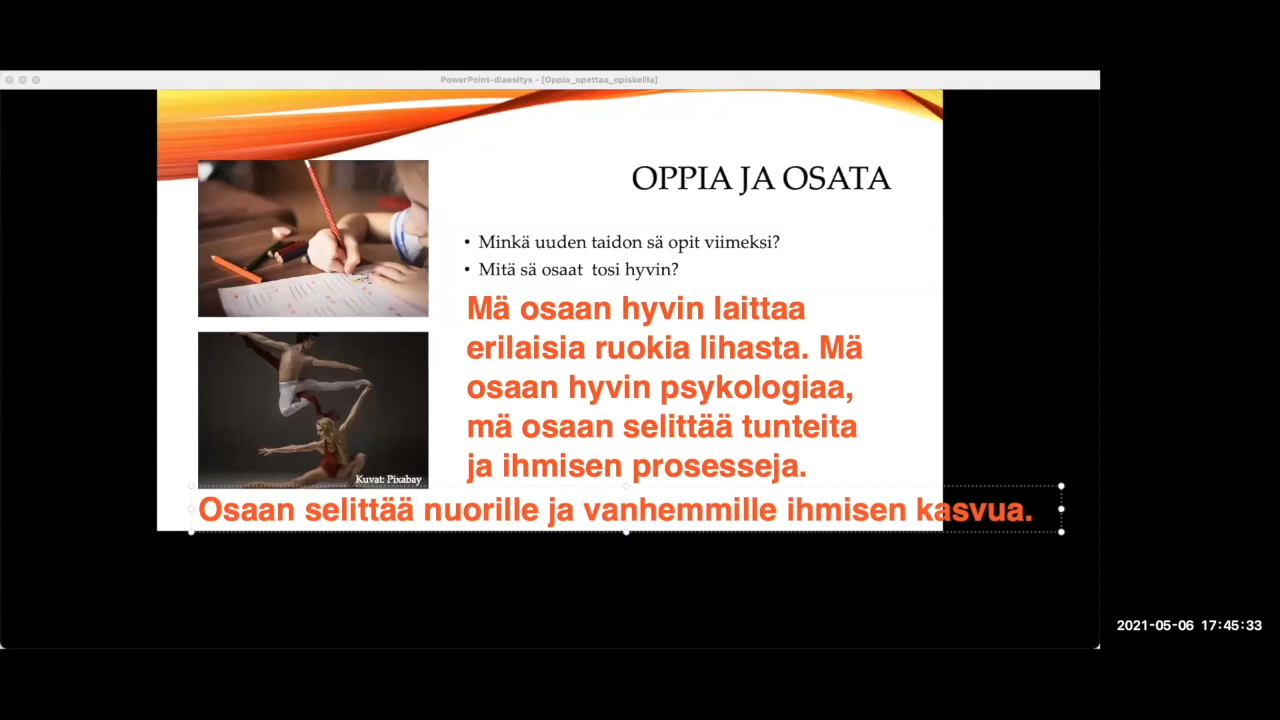 PowerPoint-diaesitys - [Oppia_opettaa_opiskella]
OPPIA JA OSATA
• Minkä uuden taidon sä opit viimeksi?
• Mitä sä osaat tosi hyvin?
Mä osaan hyvin laittaa
erilaisia ruokia lihasta. Mä
osaan hyvin psykologiaa,
mä osaan selittää tunteita
ja ihmisen prosesseja.
Kuvat: Pixabay
Osaan selittää nuorille ja vanhemmille ihmisen kasvua.
2021-05-06 17:45:33